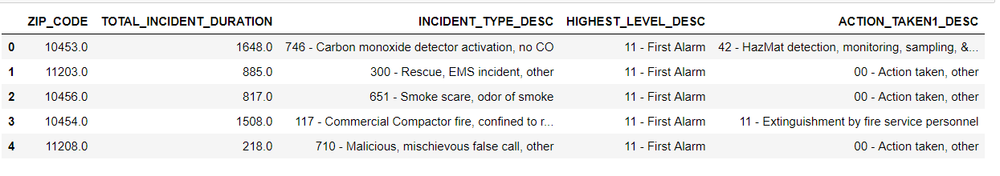 ZIP_CODE TOTAL_INCIDENT_DURATION INCIDENT_TYPE_DESC HIGHEST_LEVEL_DESC ACTION_TAKEN1_DESC
0 10453.0 1648.0 746 - Carbon monoxide detector activation, no CO 11 - First Alarm 42 - HazMat detection, monitoring, sampling, &...
1 11203.0 885.0 300 - Rescue, EMS incident, other 11 - First Alarm 00 - Action taken, other
2 10456.0 817.0 651 - Smoke scare, odor of smoke 11 - First Alarm 00 - Action taken, other
3 10454.0 1508.0 117 - Commercial Compactor fire, confined to r... 11 - First Alarm 11 - Extinguishment by fire service personnel
4 11208.0 218.0 710 - Malicious, mischievous false call, other 11 - First Alarm 00 - Action taken, other